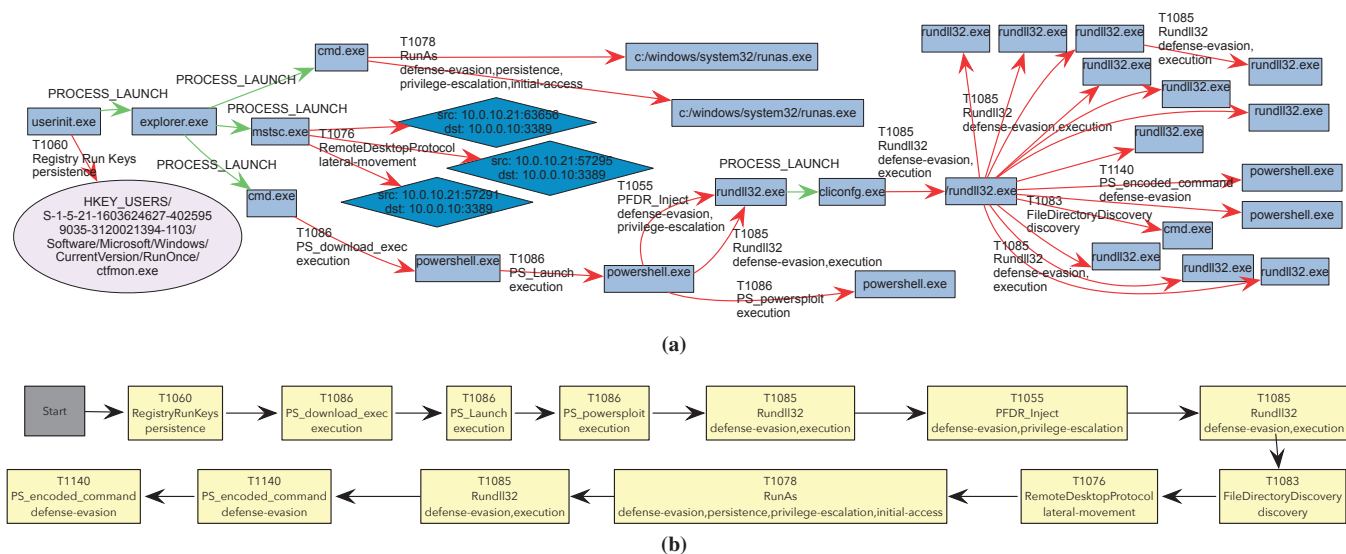 userinit.exe
PROCESS_LAUNCH
explorer.exe
T1060
Registry Run Keys
persistence
HKEY_USERS/
S-1-5-21-1603624627-402595
9035-3120021394-1103/
Software/Microsoft/Windows/
CurrentVersion/RunOnce/
ctfmon.exe
PROCESS_LAUNCH
cmd.exe
T1078
RunAs
defense-evasion,persistence,
privilege-escalation,initial-access
c:/windows/system32/runas.exe
c:/windows/system32/runas.exe
PROCESS_LAUNCH
mstsc.exe
T1076
RemoteDesktopProtocol
lateral-movement
src: 10.0.10.21:63656
dst: 10.0.0.10:3389
src: 10.0.10.21:57295
dst: 10.0.0.10:3389
src: 10.0.10.21:57291
dst: 10.0.0.10:3389
PROCESS_LAUNCH
cmd.exe
T1086
PS_download_exec
execution
powershell.exe
T1086
PS_Launch
execution
powershell.exe
T1055
PFDR_Inject
defense-evasion,
privilege-escalation
T1085
Rundll32
defense-evasion,execution
T1086
PS_powersploit
execution
powershell.exe
rundll32.exe
PROCESS_LAUNCH
cliconfg.exe
T1085
Rundll32
defense-evasion,
execution
/rundll32.exe
T1085
Rundll32
defense-evasion,execution
rundll32.exe
rundll32.exe
rundll32.exe
T1085
Rundll32
defense-evasion,
execution
rundll32.exe
rundll32.exe
rundll32.exe
rundll32.exe
rundll32.exe
T1140
PS_encoded_command
defense-evasion
powershell.exe
powershell.exe
T1083
FileDirectoryDiscovery
discovery
cmd.exe
T1085
Rundll32
defense-evasion,
execution
rundll32.exe
rundll32.exe
rundll32.exe
(a)
Start
T1060
RegistryRunKeys
persistence
T1086
PS_download_exec
execution
T1086
PS_Launch
execution
T1086
PS_powersploit
execution
T1085
Rundll32
defense-evasion,execution
T1055
PFDR_Inject
defense-evasion,privilege-escalation
T1085
Rundll32
defense-evasion,execution
T1140
PS_encoded_command
defense-evasion
T1140
PS_encoded_command
defense-evasion
T1085
Rundll32
defense-evasion,execution
T1078
RunAs
defense-evasion,persistence,privilege-escalation,initial-access
T1076
RemoteDesktopProtocol
lateral-movement
T1083
FileDirectoryDiscovery
discovery
(b)